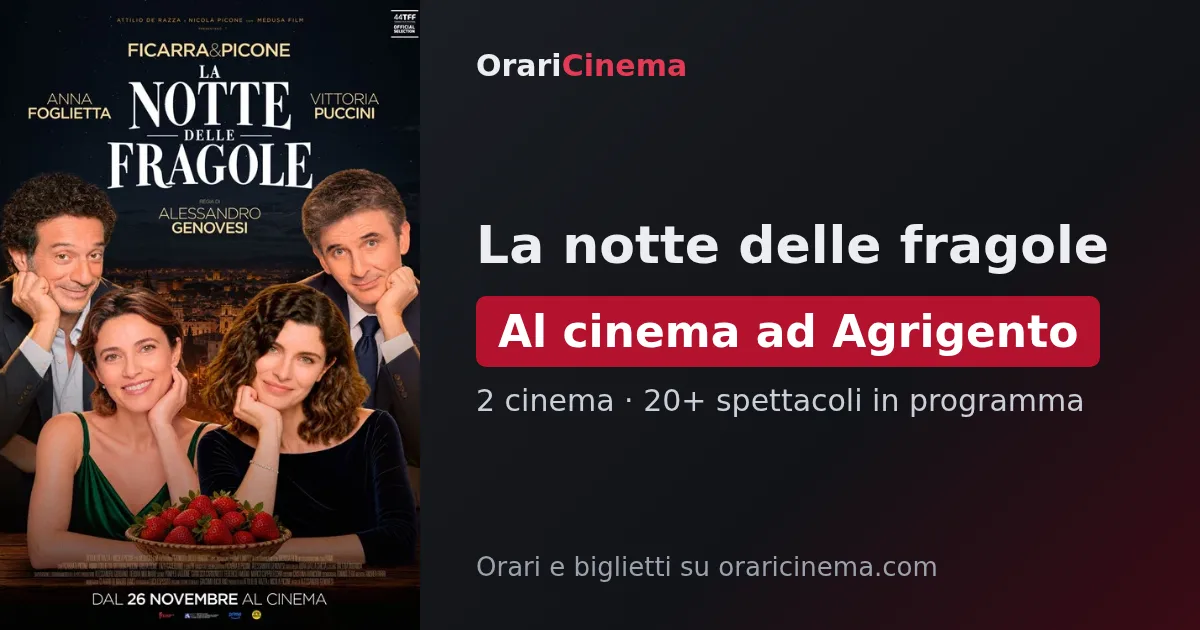 ATTILIO DE RAZZA E NICOLA PICONE CON MEDUSA FILM
44TFF
OFFICIAL
SELECTION
FICARRA&PICONE
LA
NOTTE
DELLE
FRAGOLE
ANNA
FOGLIETTA
VITTORIA
PUCCINI
REGIA DI
ALESSANDRO
GENOVESI
DAL 26 NOVEMBRE AL CINEMA
OrariCinema
La notte delle fragole
Al cinema ad Agrigento
2 cinema · 20+ spettacoli in programma
Orari e biglietti su oraricinema.com